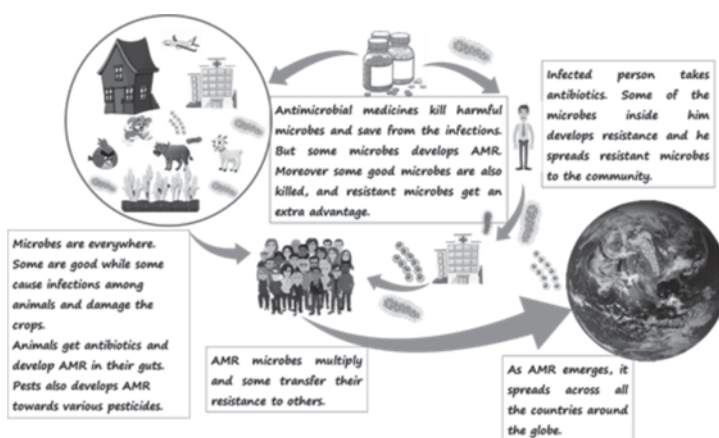 Antimicrobial medicines kill harmful
microbes and save from the infections.
But some microbes develops AMR.
Moreover some good microbes are also
killed, and resistant microbes get an
extra advantage.
Infected person takes
antibiotics. Some of the
microbes inside him
develops resistance and he
spreads resistant microbes
to the community.
Microbes are everywhere.
Some are good while some
cause infections among
animals and damage the
crops.
Animals get antibiotics and
develop AMR in their guts.
Pests also develops AMR
towards various pesticides.
AMR microbes multiply
and some transfer their
resistance to others.
As AMR emerges, it
spreads across all
the countries around
the globe.